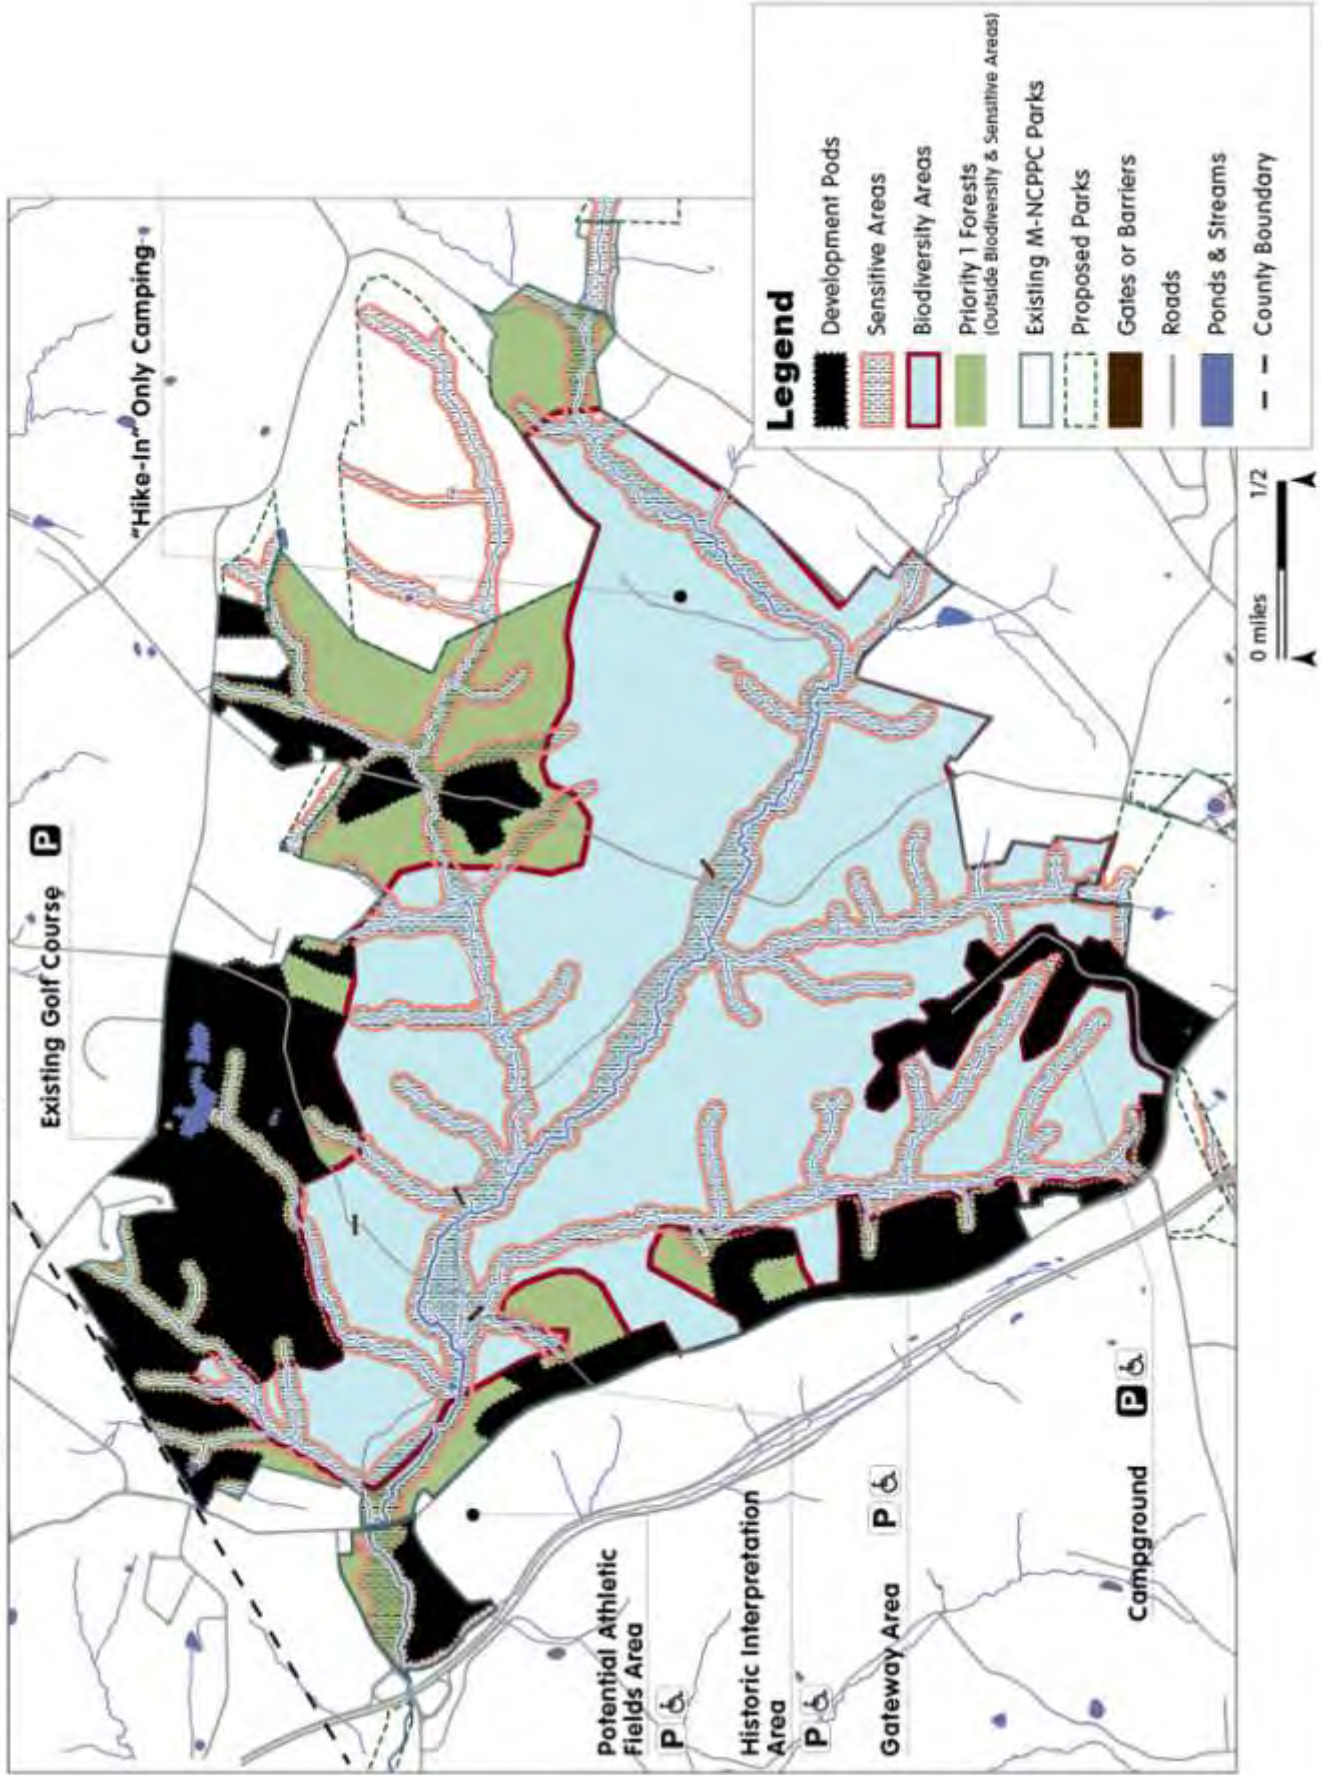 "Hike-In" Only Camping
Existing Golf Course P
Legend
Development Pods
Sensitive Areas
Biodiversity Areas
Priority 1 Forests
(Outside Biodiversity & Sensitive Areas)
Existing M-NCPPC Parks
Proposed Parks
Gates or Barriers
Roads
Ponds & Streams
County Boundary
0 miles 1/2
Potential Athletic
Fields Area
P
Historic Interpretation
Area
P
Gateway Area P
Campground P